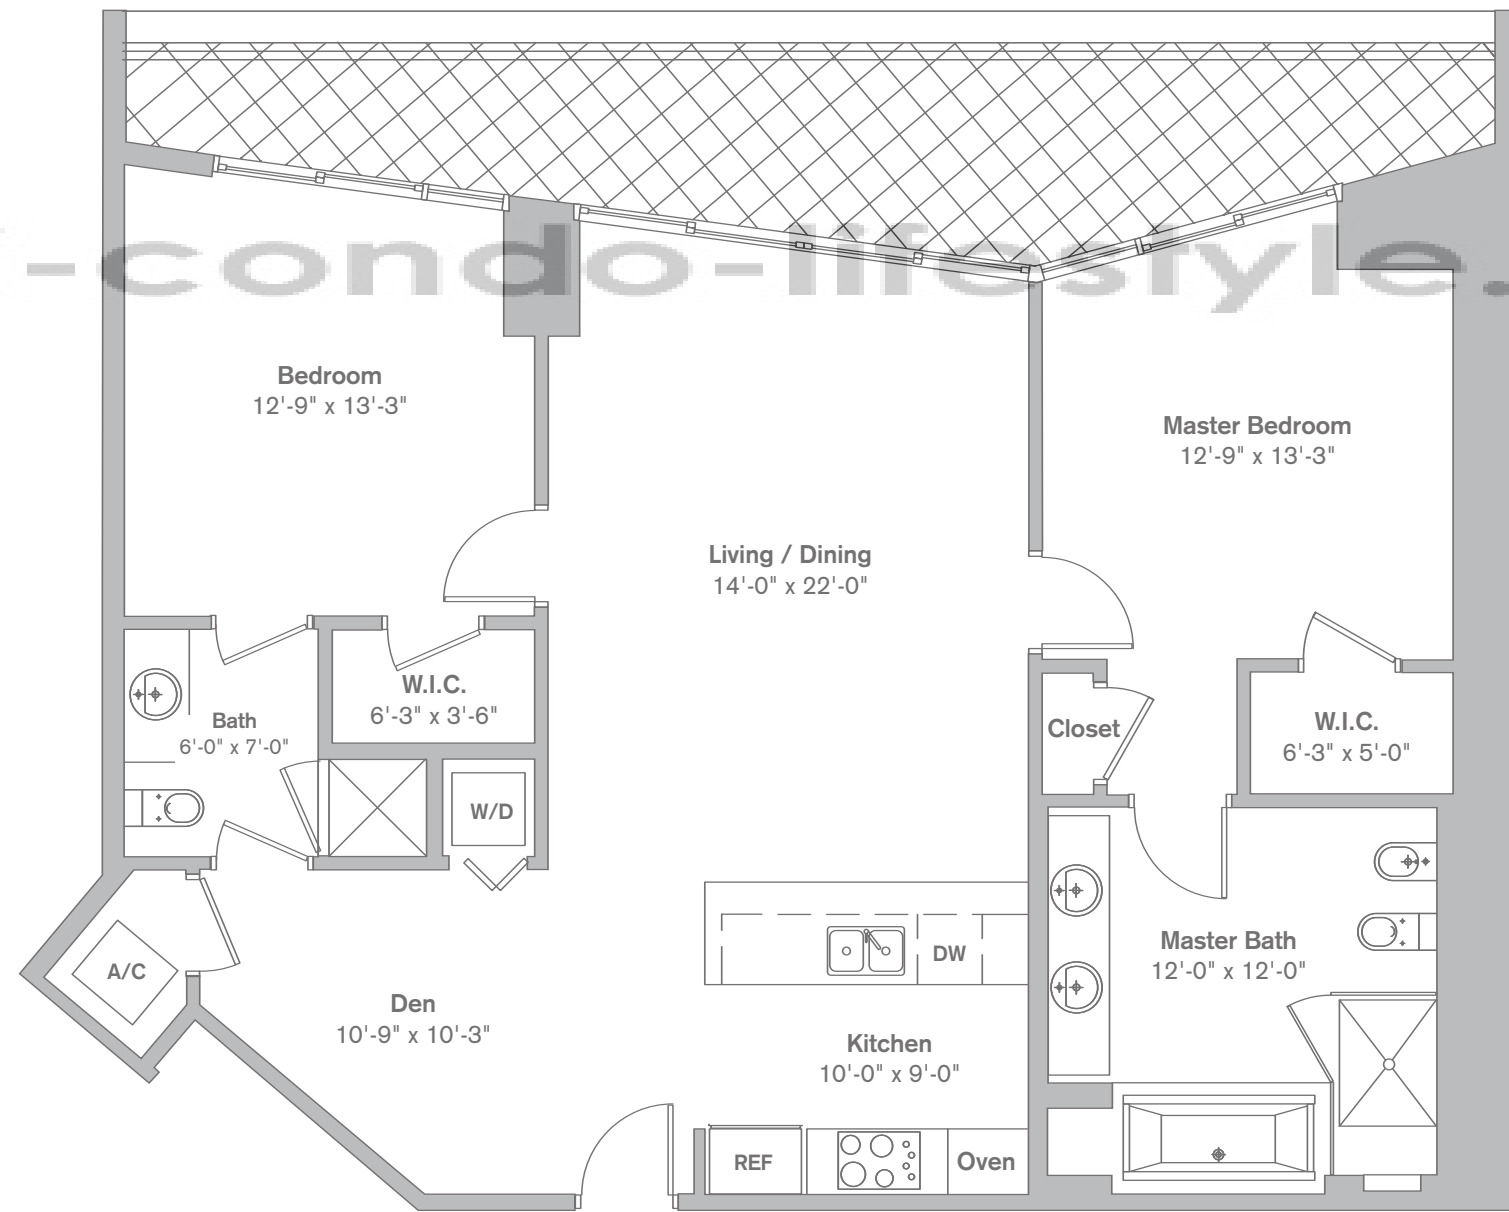 -condo-lifestyle.
Bedroom
12'-9" x 13'-3"
Master Bedroom
12'-9" x 13'-3"
Living / Dining
14'-0" x 22'-0"
W.I.C.
6'-3" x 3'-6"
Bath
6'-0" x 7'-0"
Closet
W.I.C.
6'-3" x 5'-0"
W/D
A/C
DW
Master Bath
12'-0" x 12'-0"
Den
10'-9" x 10'-3"
Kitchen
10'-0" x 9'-0"
REF
Oven